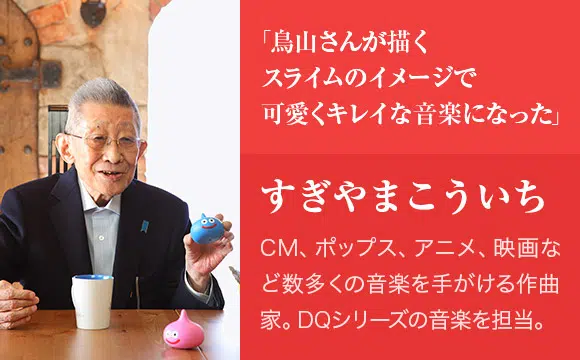 「鳥山さんが描く
スライムのイメージで
可愛くキレイな音楽になった」
すぎやまこういち
CM、ポップス、アニメ、映画な
ど数多くの音楽を手がける作曲
家。DQシリーズの音楽を担当。